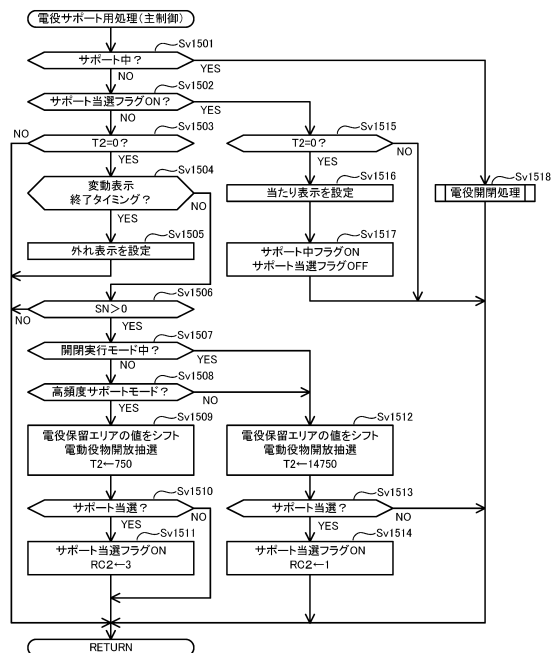 電役サポート用処理(主制御)
Sv1501
サポート中?
YES
NO
Sv1502
サポート当選フラグON?
YES
NO
Sv1503
NO
T2=0?
YES
Sv1504
変動表示
終了タイミング?
NO
YES
Sv1505
外れ表示を設定
Sv1515
T2=0?
NO
YES
Sv1516
当たり表示を設定
Sv1517
サポート中フラグON
サポート当選フラグOFF
Sv1518
電役開閉処理
Sv1506
SN>0
NO
YES
Sv1507
開閉実行モード中?
YES
NO
Sv1508
高頻度サポートモード?
NO
YES
Sv1509
電役保留エリアの値をシフト
電動役物開放抽選
T2←750
Sv1510
サポート当選?
NO
YES
Sv1511
サポート当選フラグON
RC2←3
Sv1512
電役保留エリアの値をシフト
電動役物開放抽選
T2←14750
Sv1513
サポート当選?
NO
YES
Sv1514
サポート当選フラグON
RC2←1
RETURN